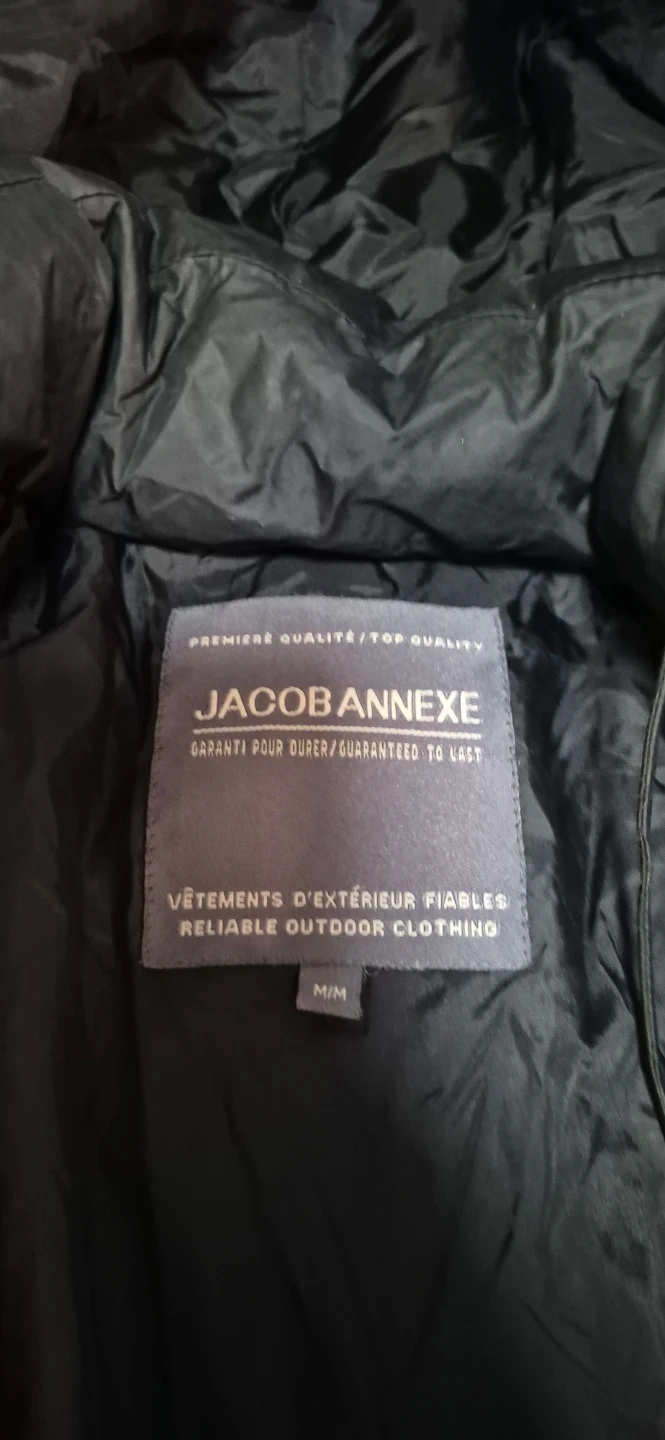 PREMIERE QUALITÉ / TOP QUALITY
JACOB ANNEXE
GARANTI POUR DURER/GUARANTEED TO LAST
VÊTEMENTS D'EXTÉRIEUR FIABLES
RELIABLE OUTDOOR CLOTHING
M/M